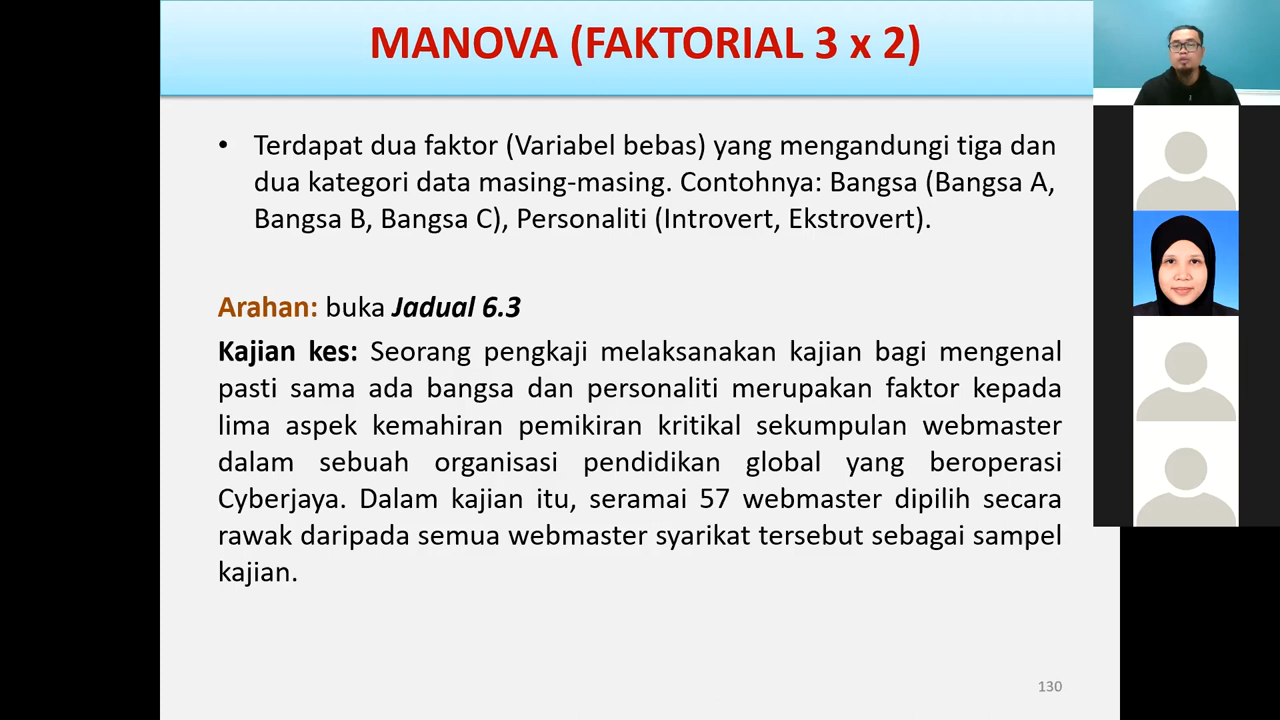 MANOVA (FAKTORIAL 3 x 2)
• Terdapat dua faktor (Variabel bebas) yang mengandungi tiga dan
dua kategori data masing-masing. Contohnya: Bangsa (Bangsa A,
Bangsa B, Bangsa C), Personaliti (Introvert, Ekstrovert).
Arahan: buka Jadual 6.3
Kajian kes: Seorang pengkaji melaksanakan kajian bagi mengenal
pasti sama ada bangsa dan personaliti merupakan faktor kepada
lima aspek kemahiran pemikiran kritikal sekumpulan webmaster
dalam sebuah organisasi pendidikan global yang beroperasi
Cyberjaya. Dalam kajian itu, seramai 57 webmaster dipilih secara
rawak daripada semua webmaster syarikat tersebut sebagai sampel
kajian.
130